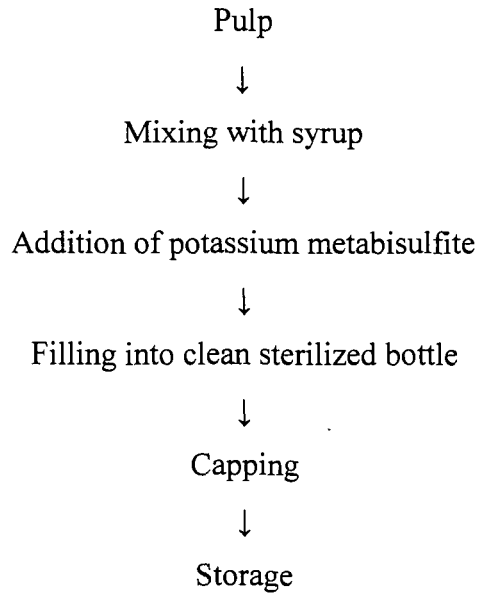 Pulp
↓
Mixing with syrup
↓
Addition of potassium metabisulfite
↓
Filling into clean sterilized bottle
↓
Capping
↓
Storage